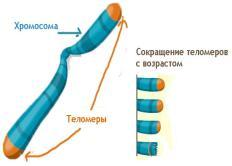 Хромосома
Сокращение теломеров
с возрастом
Теломеры